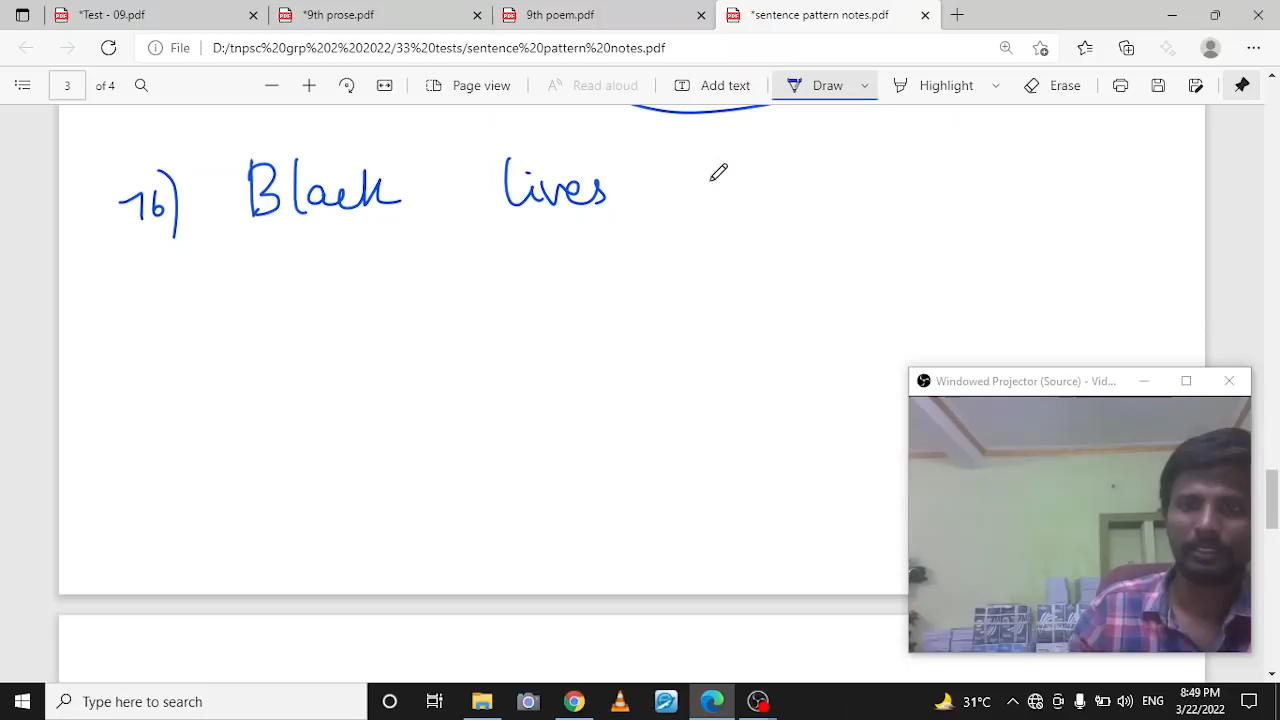 *Test - 09.pdf
*9th prose.pdf
9th poem.pdf
*sentence pattern notes.pdf
File D:/tnpsc%20grp%202%202022/33%20tests/sentence%20pattern%20notes.pdf
3 of 4 Page view Read aloud Add text Draw Highlight Erase
16) Black lives
Windowed Projector (Source) - Vid...
Type here to search
31°C ENG 8:49 PM
3/22/2022